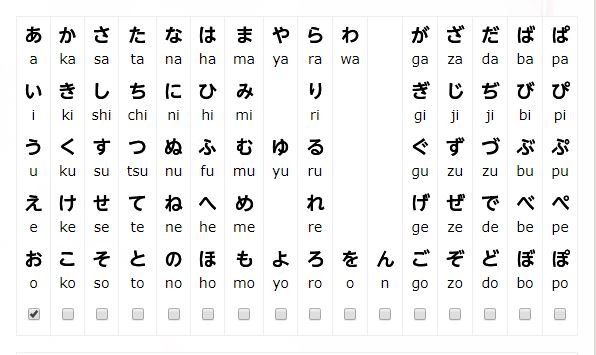 あ か さ た な は ま や ら わ が ざ だ ば ぱ
a ka sa ta na ha ma ya ra wa ga za da ba pa
い き し ち に ひ み り ぎ じ ぢ び ぴ
i ki shi chi ni hi mi ri gi ji ji bi pi
う く す つ ぬ ふ む ゆ る ぐ ず づ ぶ ぷ
u ku su tsu nu fu mu yu ru gu zu zu bu pu
え け せ て ね へ め れ げ ぜ で べ ぺ
e ke se te ne he me re ge ze de be pe
お こ そ と の ほ も よ ろ を ん ご ぞ ど ぼ ぽ
o ko so to no ho mo yo ro o n go zo do bo po